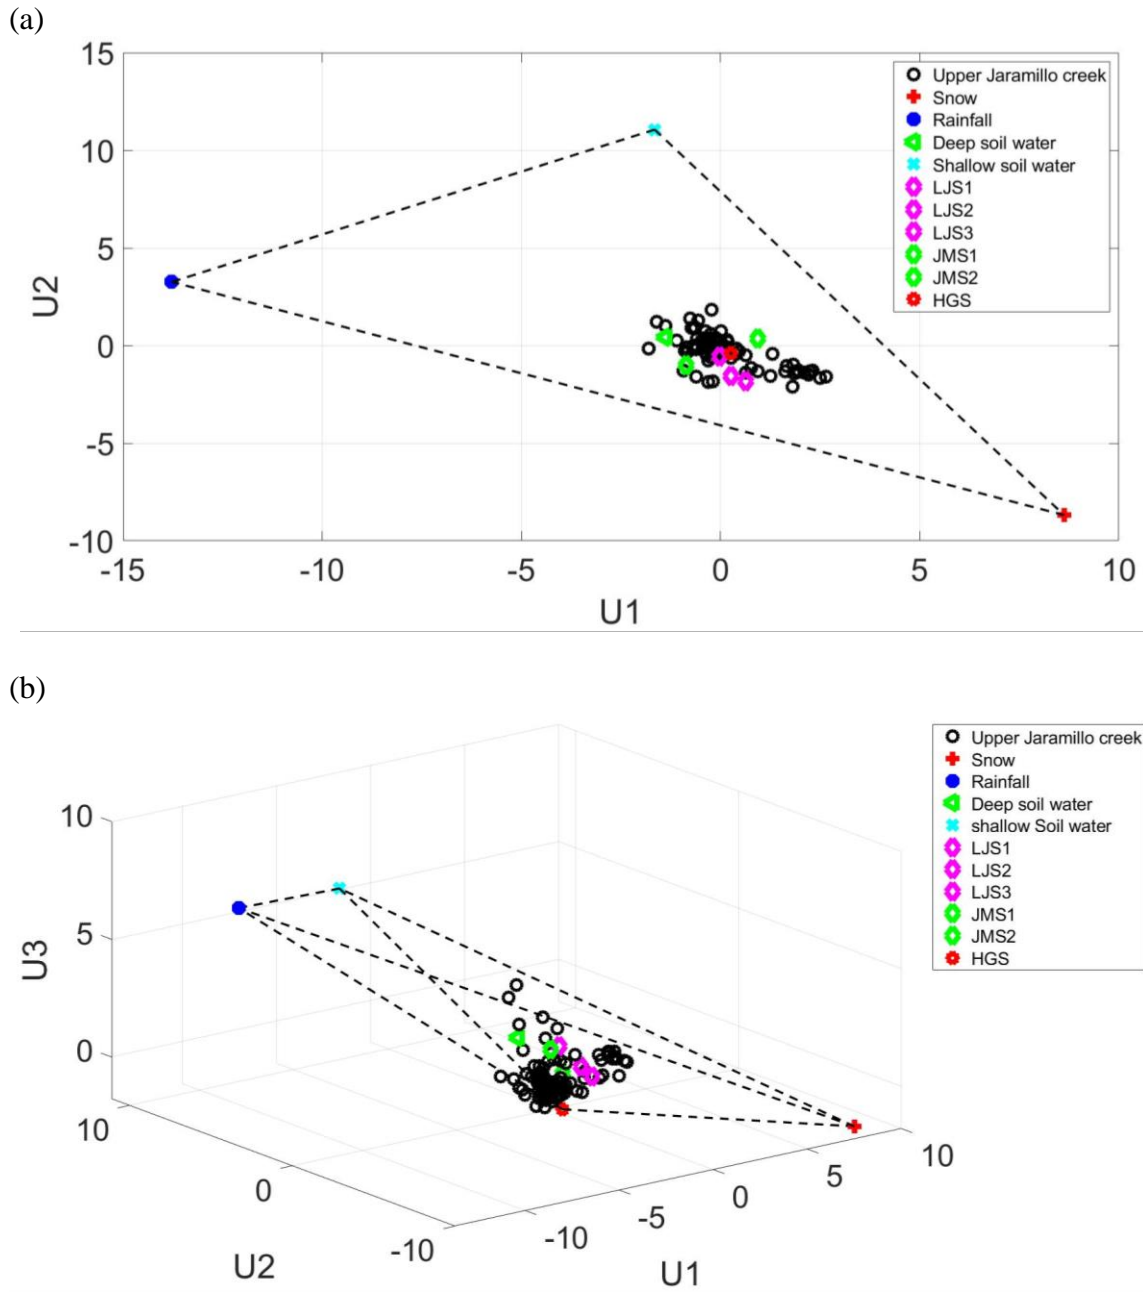 (a)
15
10
5
0
-5
-10
U2
-15
-10
-5
0
5
10
U1
Upper Jaramillo creek
Snow
Rainfall
Deep soil water
Shallow soil water
LJS1
LJS2
LJS3
JMS1
JMS2
HGS
(b)
10
5
0
U3
10
0
-10
U2
-10
-5
0
5
10
U1
Upper Jaramillo creek
Snow
Rainfall
Deep soil water
shallow Soil water
LJS1
LJS2
LJS3
JMS1
JMS2
HGS